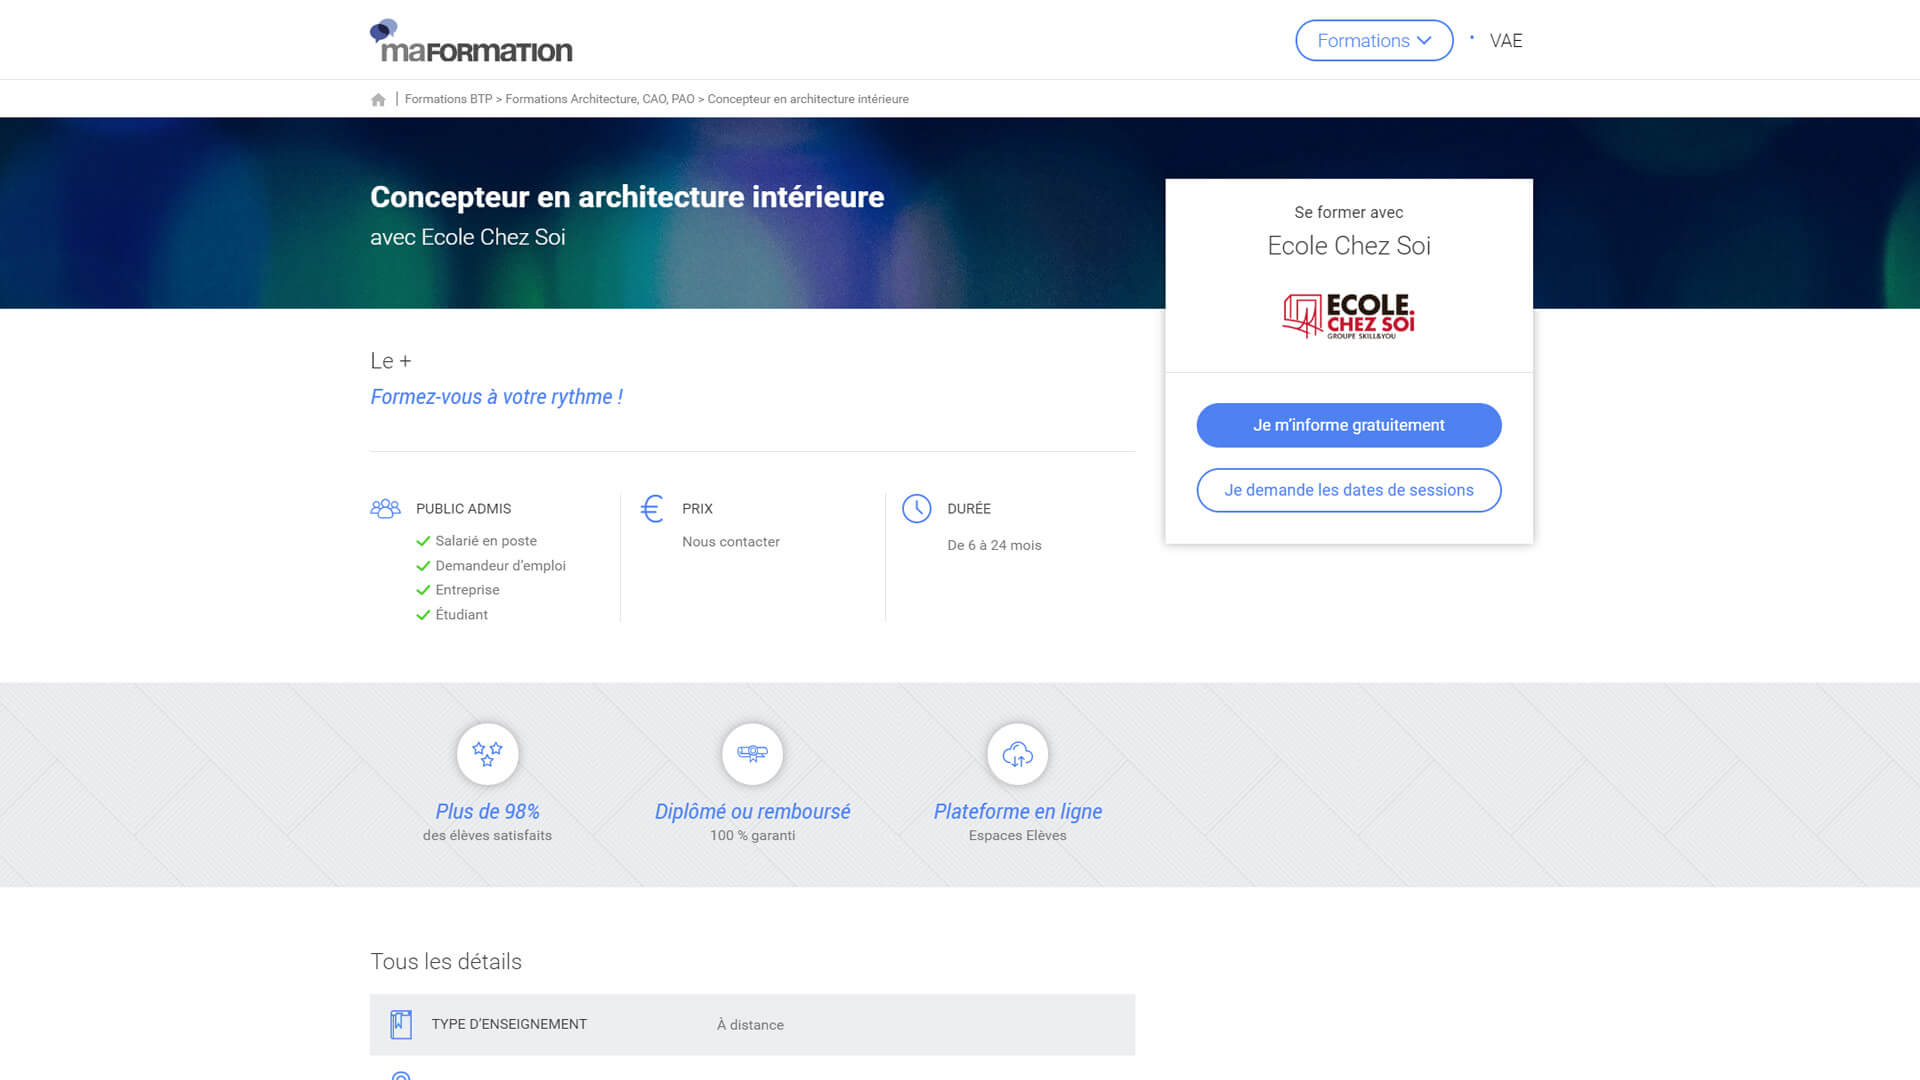 maFORMaTION
Formations
VAE
Formations BTP > Formations Architecture, CAO, PAO > Concepteur en architecture intérieure
Concepteur en architecture intérieure
avec Ecole Chez Soi
Se former avec
Ecole Chez Soi
ECOLE.
CHEZ SOI
GROUPE SKILL&YOU
Je m’informe gratuitement
Je demande les dates de sessions
Le +
Formez-vous à votre rythme !
PUBLIC ADMIS
Salarié en poste
Demandeur d’emploi
Entreprise
Étudiant
PRIX
Nous contacter
DURÉE
De 6 à 24 mois
Plus de 98%
des élèves satisfaits
Diplômé ou remboursé
100 % garanti
Plateforme en ligne
Espaces Elèves
Tous les détails
TYPE D’ENSEIGNEMENT
À distance